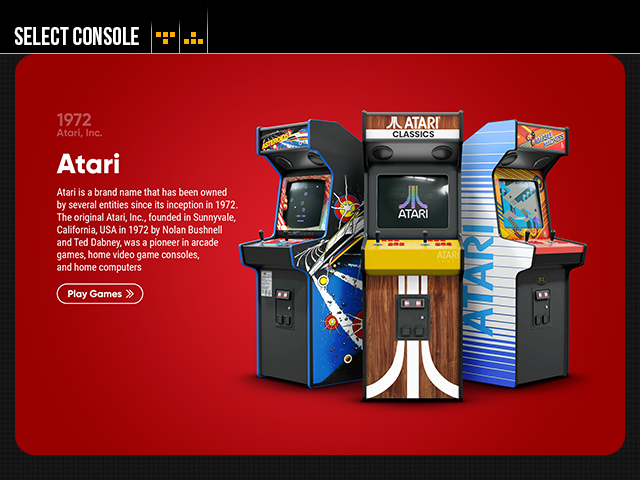 SELECT CONSOLE
1972
Atari, Inc.
Atari
Atari is a brand name that has been owned
by several entities since its inception in 1972.
The original Atari, Inc., founded in Sunnyvale,
California, USA in 1972 by Nolan Bushnell
and Ted Dabney, was a pioneer in arcade
games, home video game consoles,
and home computers
Play Games
ATARI
CLASSICS
ATARI
ATARI
ATARI